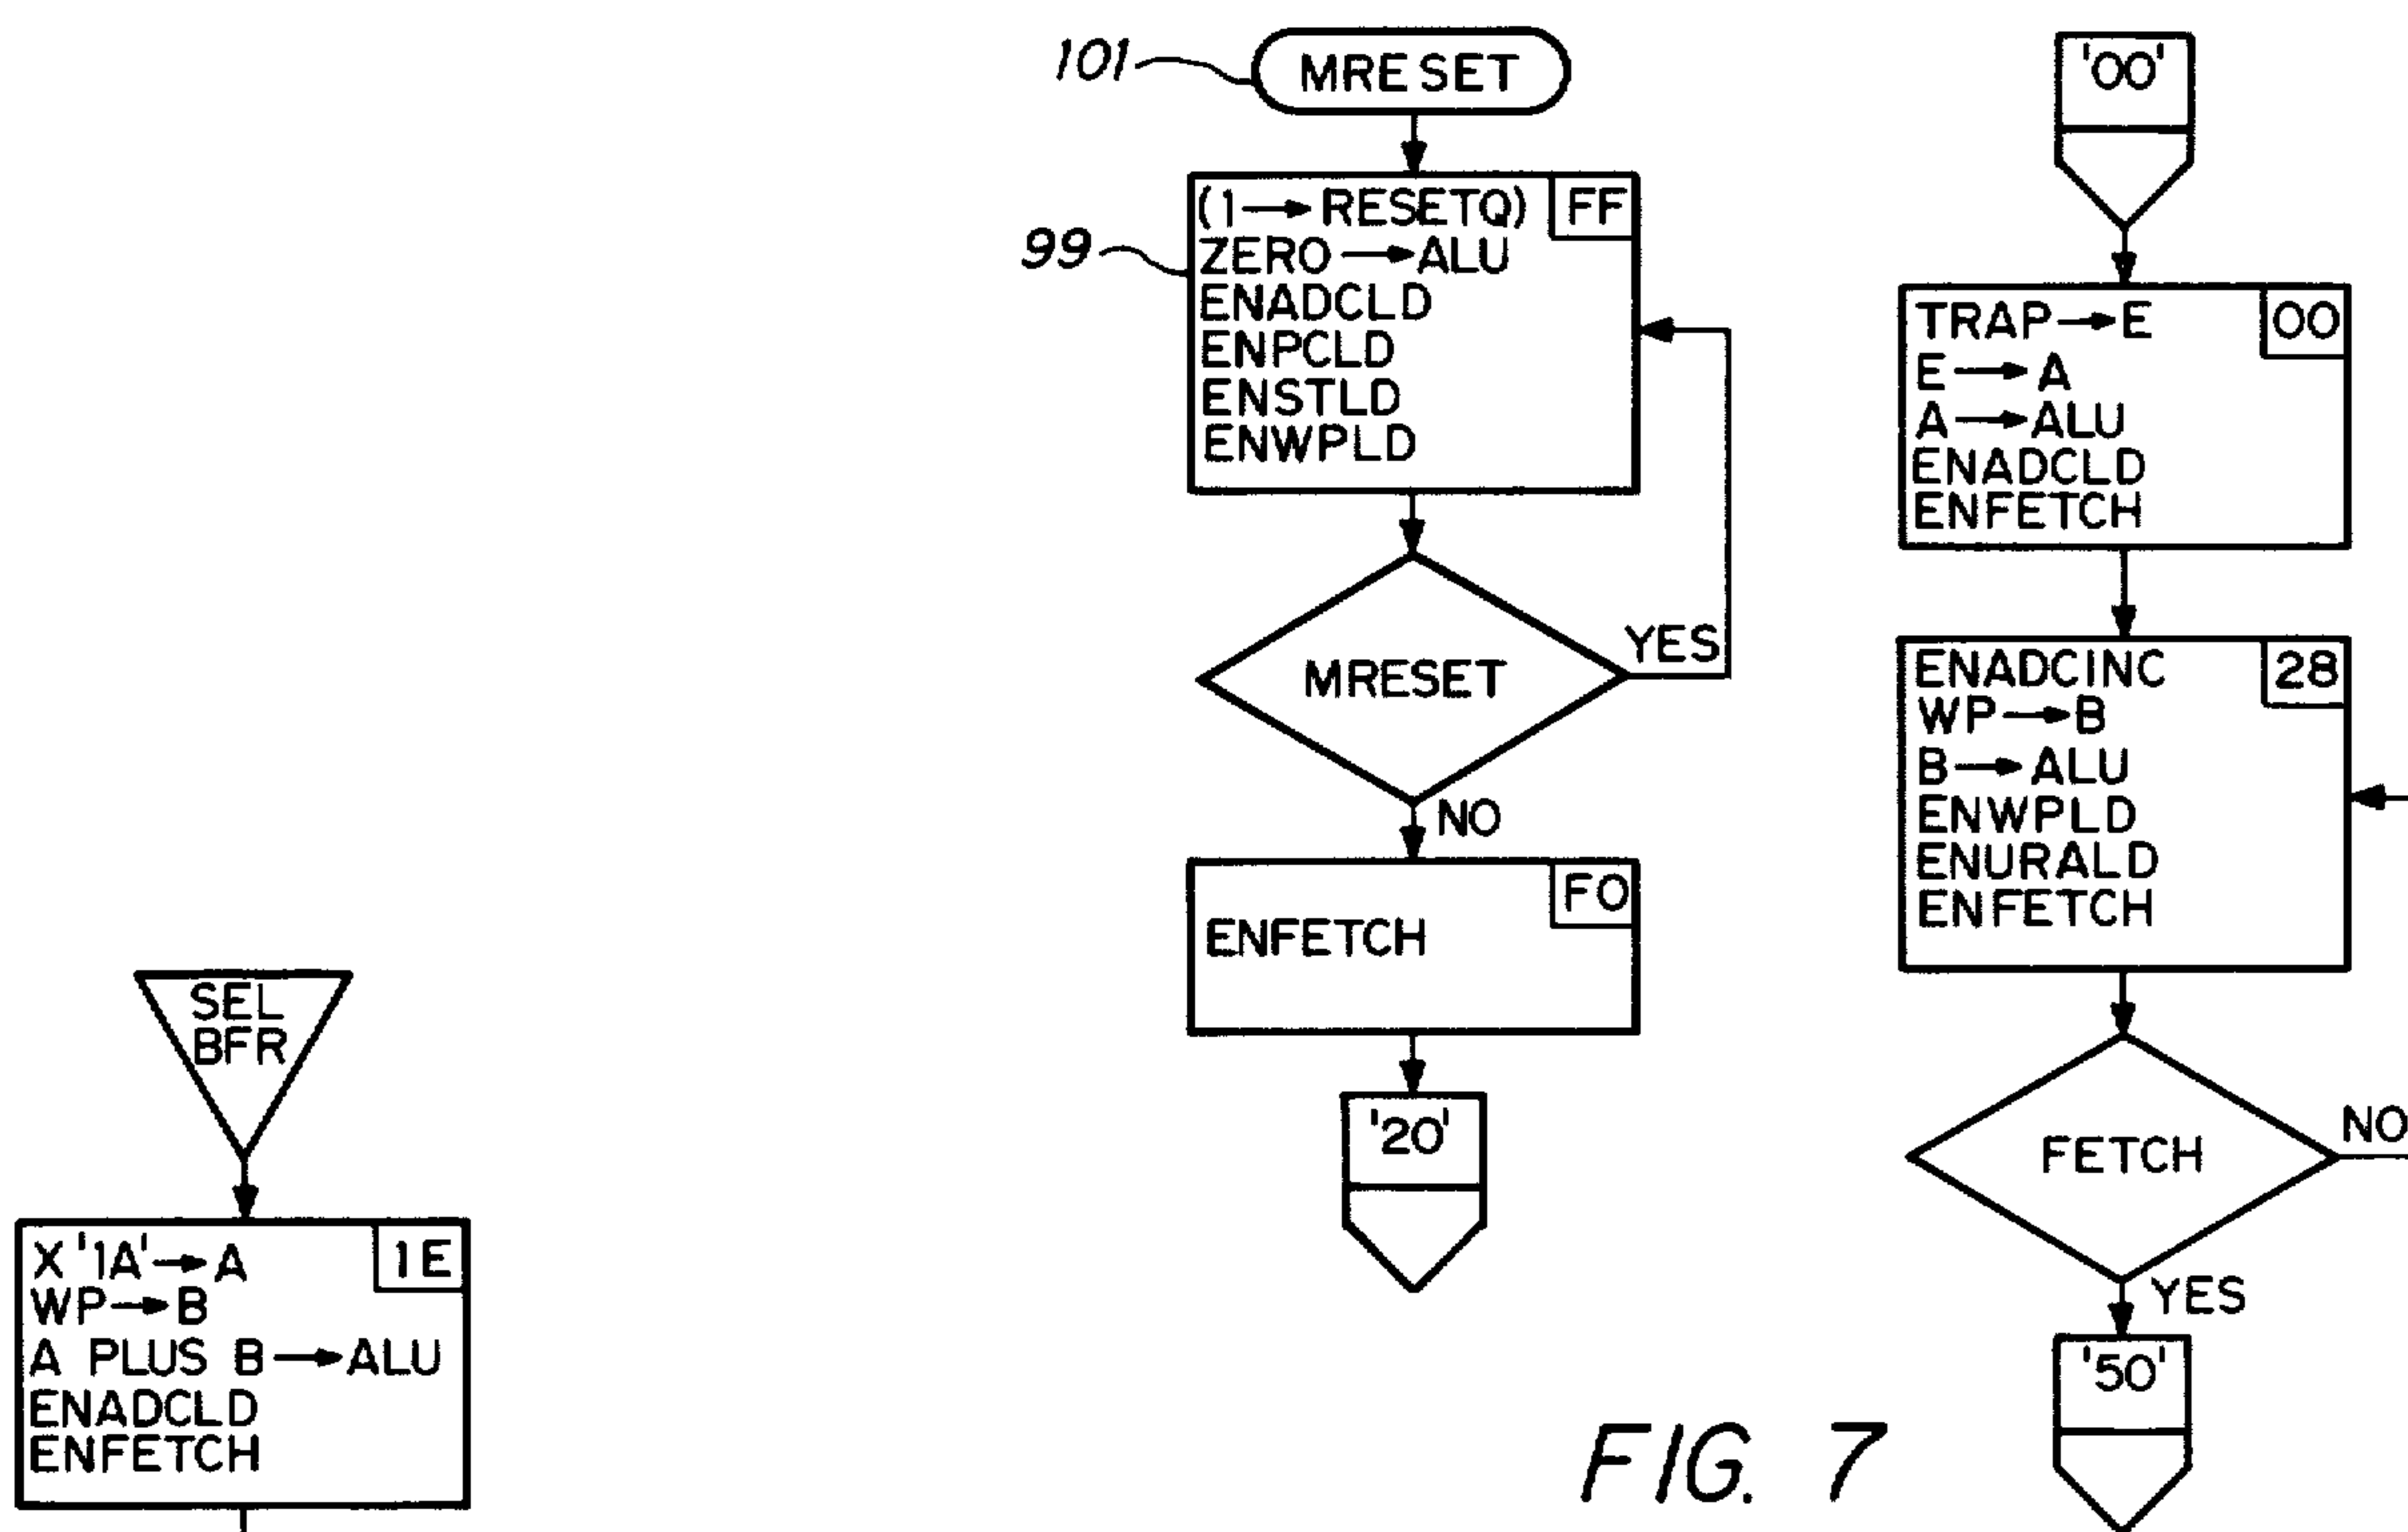 101
MRESET
99
(1→RESETQ)
FF
ZERO→ALU
ENADCLD
ENPCLD
ENSTLD
ENWPLD
MRESET
YES
NO
F0
ENFETCH
'20'
'00'
TRAP→E
00
E→A
A→ALU
ENADCLD
ENFETCH
ENADCINC
28
WP→B
B→ALU
ENWPLD
ENURALD
ENFETCH
FETCH
NO
YES
'50'
SEL
BFR
X'1A'→A
1E
WP→B
A PLUS B→ALU
ENADCLD
ENFETCH
FIG. 7